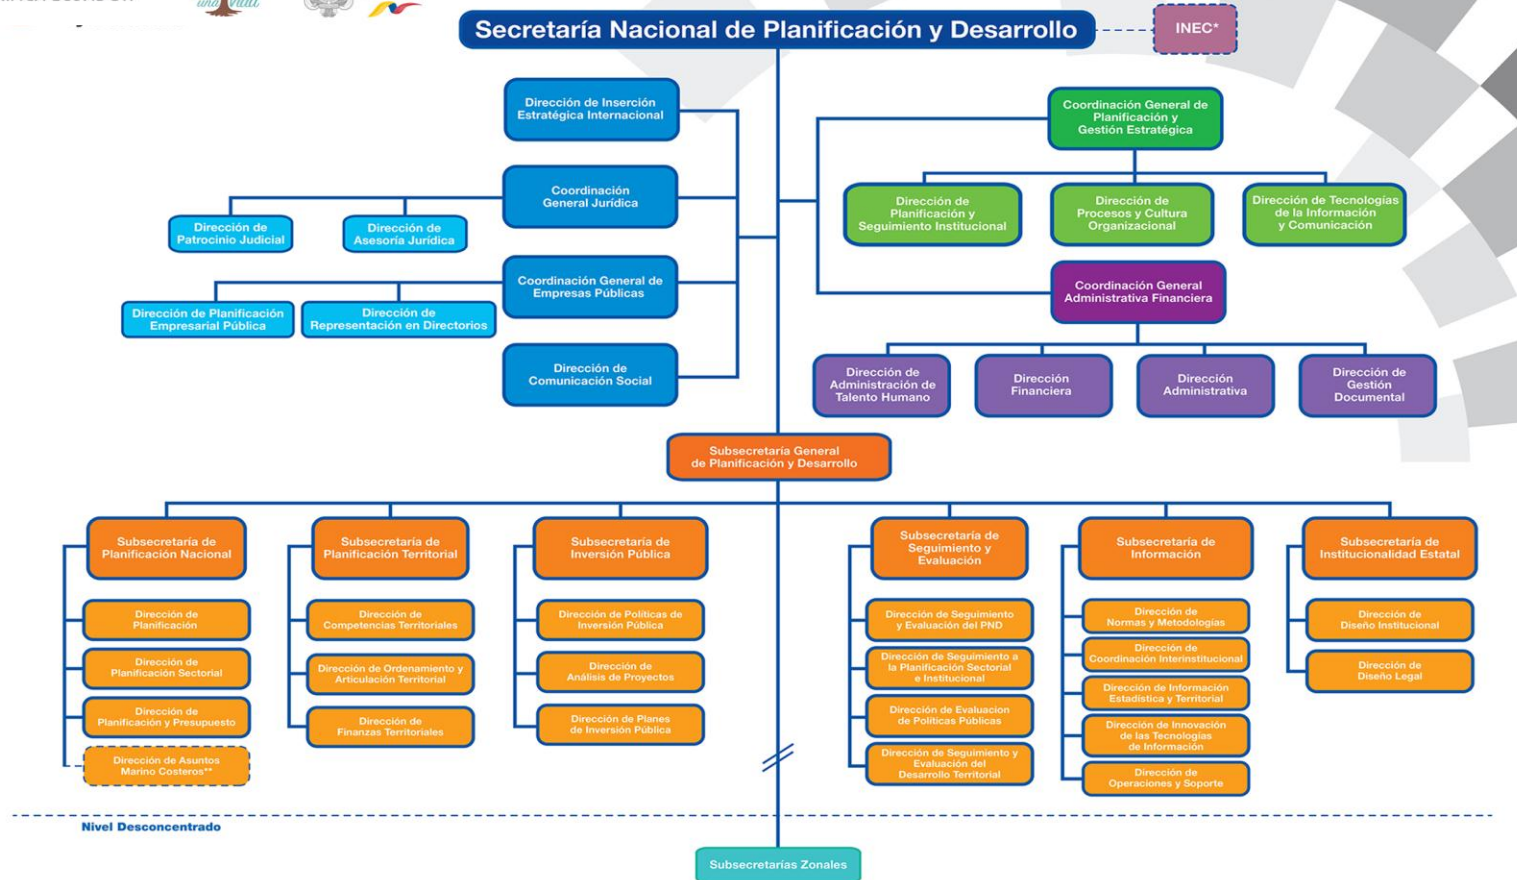 una vida
Secretaría Nacional de Planificación y Desarrollo
INEC*
Dirección de Inserción
Estratégica Internacional
Coordinación General de
Planificación y
Gestión Estratégica
Coordinación
General Jurídica
Dirección de
Planificación y
Seguimiento Institucional
Dirección de
Procesos y Cultura
Organizacional
Dirección de Tecnologías
de la Información
y Comunicación
Dirección de
Patrocinio Judicial
Dirección de
Asesoría Jurídica
Coordinación General de
Empresas Públicas
Coordinación General
Administrativa Financiera
Dirección de Planificación
Empresarial Pública
Dirección de
Representación en Directorios
Dirección de
Comunicación Social
Dirección de
Administración de
Talento Humano
Dirección
Financiera
Dirección
Administrativa
Dirección de
Gestión
Documental
Subsecretaría General
de Planificación y Desarrollo
Subsecretaría de
Planificación Nacional
Subsecretaría de
Planificación Territorial
Subsecretaría de
Inversión Pública
Subsecretaría de
Seguimiento y
Evaluación
Subsecretaría de
Información
Subsecretaría de
Institucionalidad Estatal
Dirección de
Planificación
Dirección de
Competencias Territoriales
Dirección de Políticas de
Inversión Pública
Dirección de Seguimiento
y Evaluación del PND
Dirección de
Normas y Metodologías
Dirección de
Diseño Institucional
Dirección de
Planificación Sectorial
Dirección de Ordenamiento y
Articulación Territorial
Dirección de
Análisis de Proyectos
Dirección de Seguimiento a
la Planificación Sectorial
e Institucional
Dirección de
Coordinación Interinstitucional
Dirección de
Diseño Legal
Dirección de
Planificación y Presupuesto
Dirección de
Finanzas Territoriales
Dirección de Planes
de Inversión Pública
Dirección de Evaluacion
de Políticas Públicas
Dirección de Información
Estadística y Territorial
Dirección de Asuntos
Marino Costeros**
Dirección de Seguimiento y
Evaluación del
Desarrollo Territorial
Dirección de Innovación
de las Tecnologías
de Información
Dirección de
Operaciones y Soporte
Nivel Desconcentrado
Subsecretarías Zonales